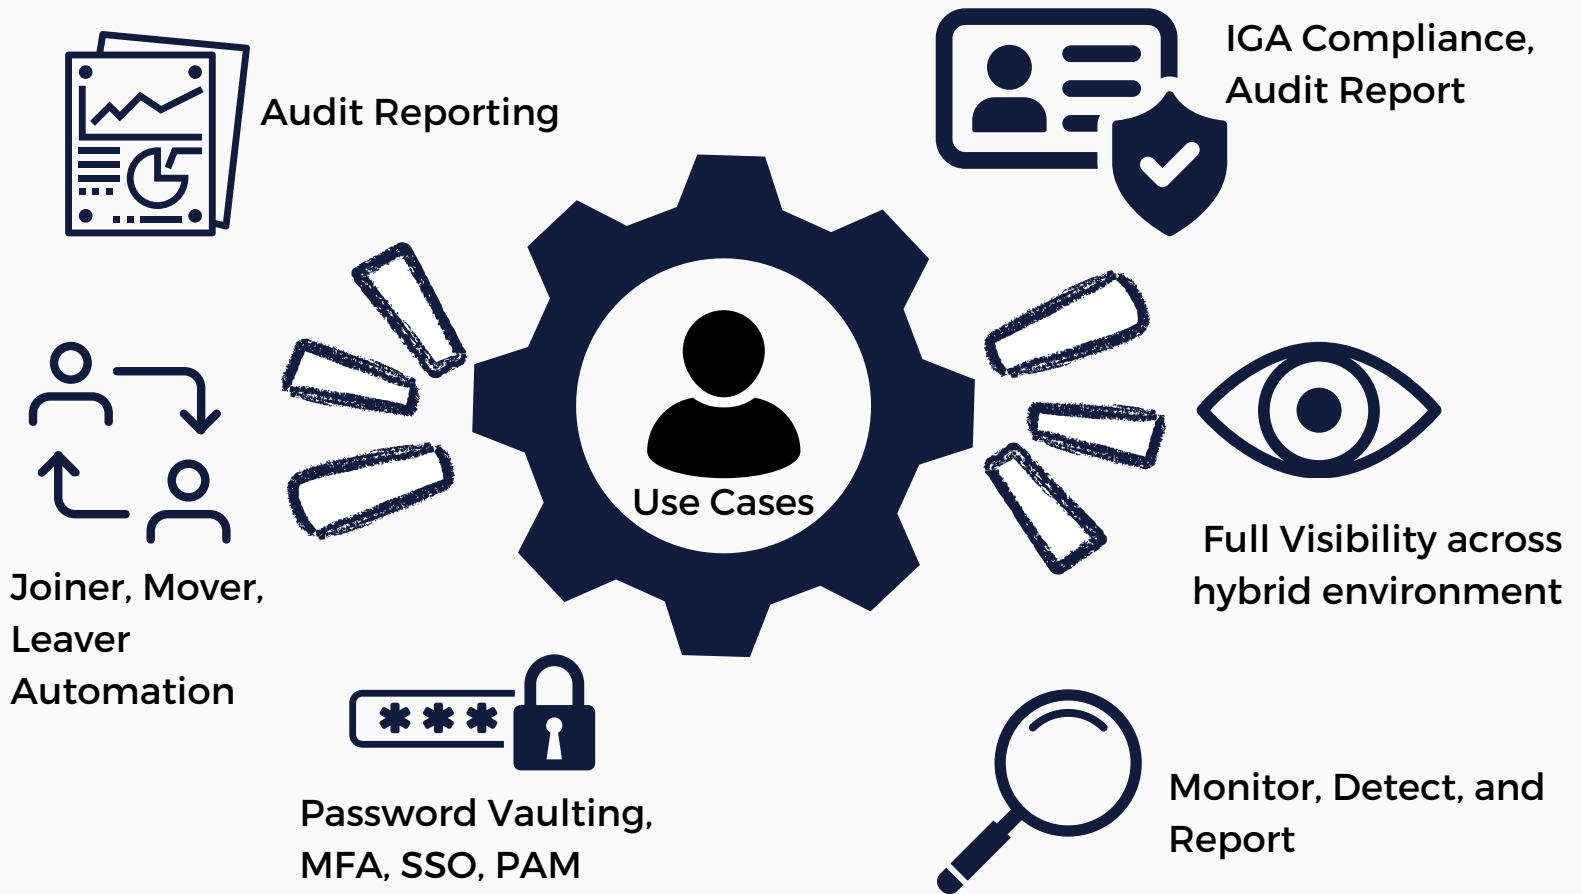 Audit Reporting
IGA Compliance,
Audit Report
Use Cases
Joiner, Mover,
Leaver
Automation
Full Visibility across
hybrid environment
Password Vaulting,
MFA, SSO, PAM
Monitor, Detect, and
Report